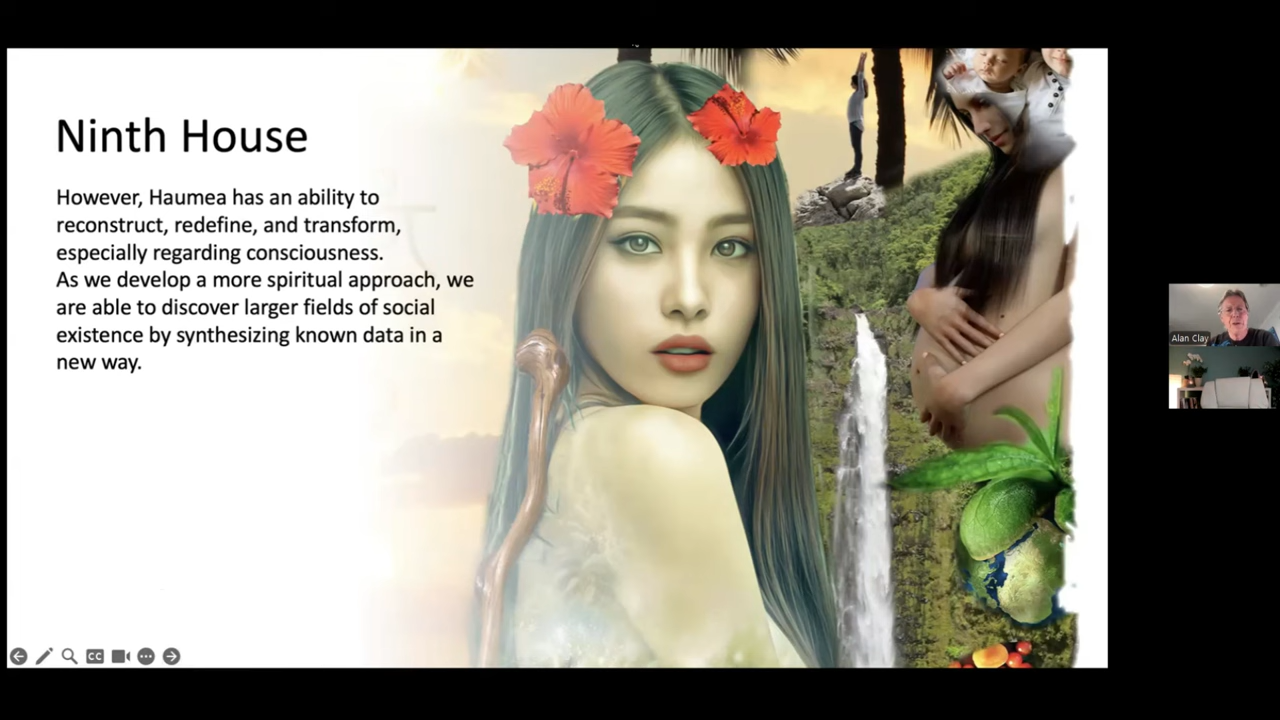 Ninth House
However, Haumea has an ability to
reconstruct, redefine, and transform,
especially regarding consciousness.
As we develop a more spiritual approach, we
are able to discover larger fields of social
existence by synthesizing known data in a
new way.
Alan Clay
CC